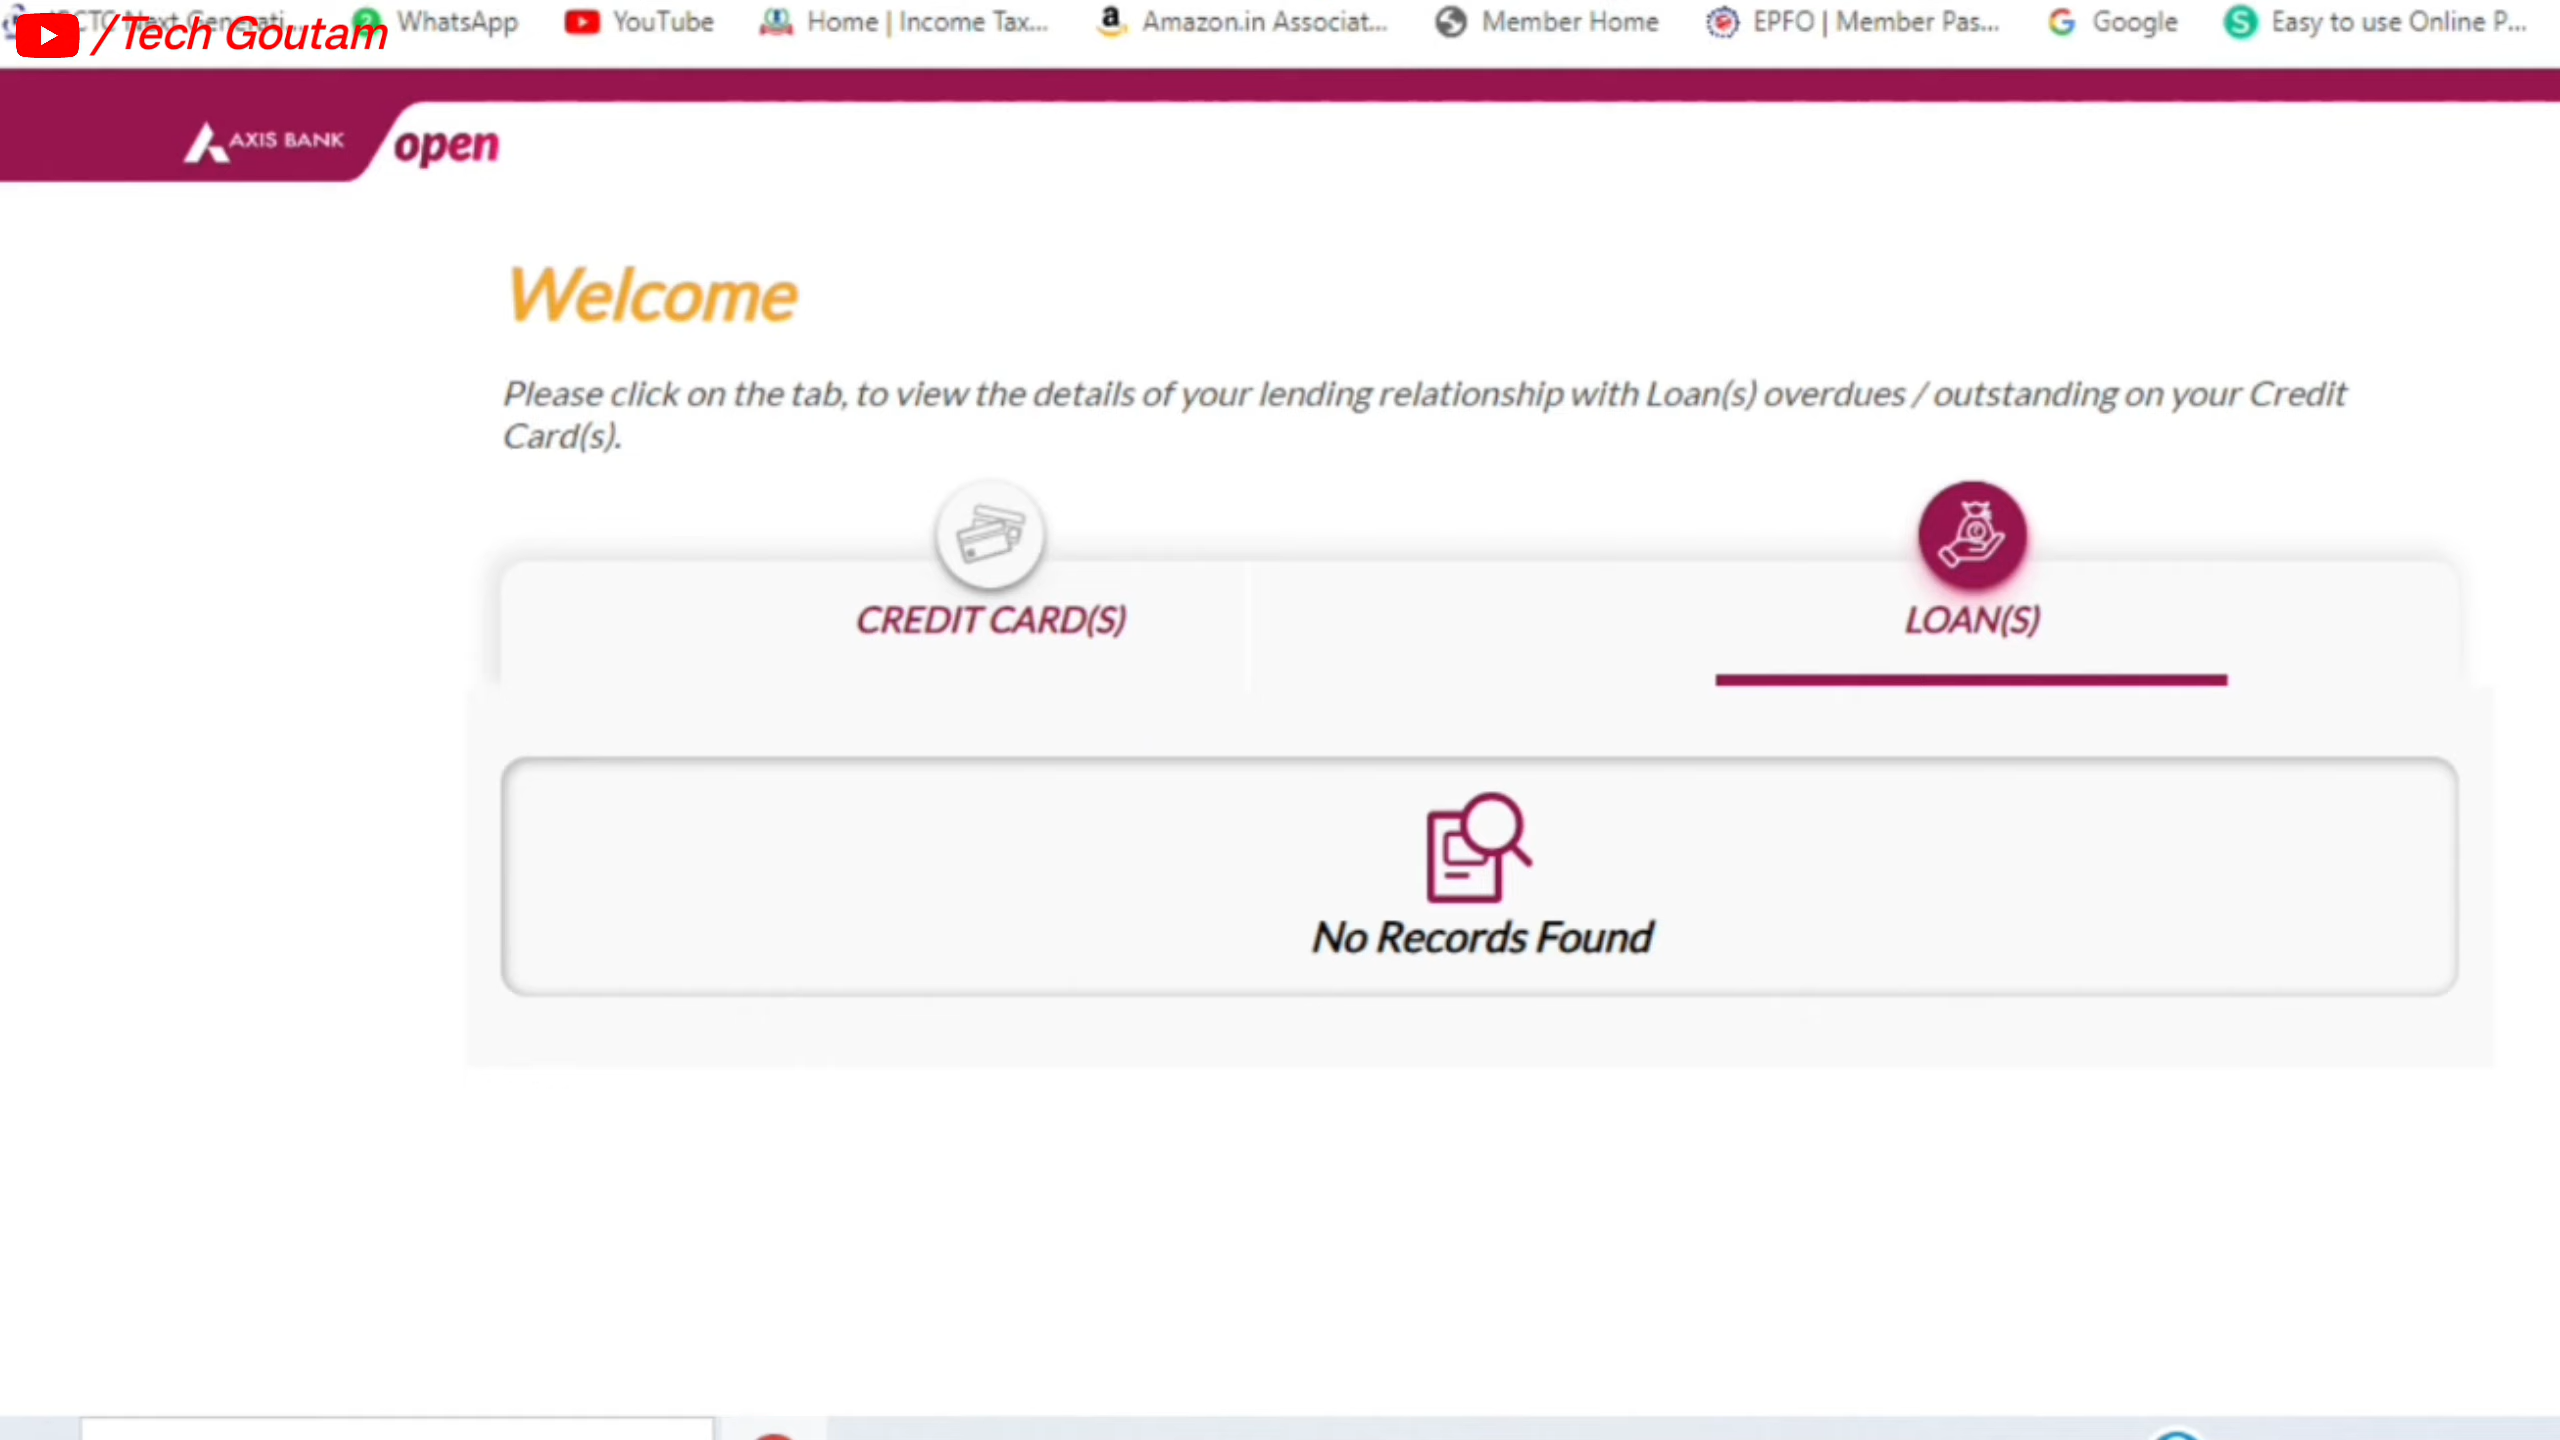 /Tech Goutam
WhatsApp
YouTube
Home | Income Tax...
Amazon.in Associat...
Member Home
EPFO | Member Pas...
Google
Easy to use Online P...
AXIS BANK
open
Welcome
Please click on the tab, to view the details of your lending relationship with Loan(s) overdues / outstanding on your Credit
Card(s).
CREDIT CARD(S)
LOAN(S)
No Records Found